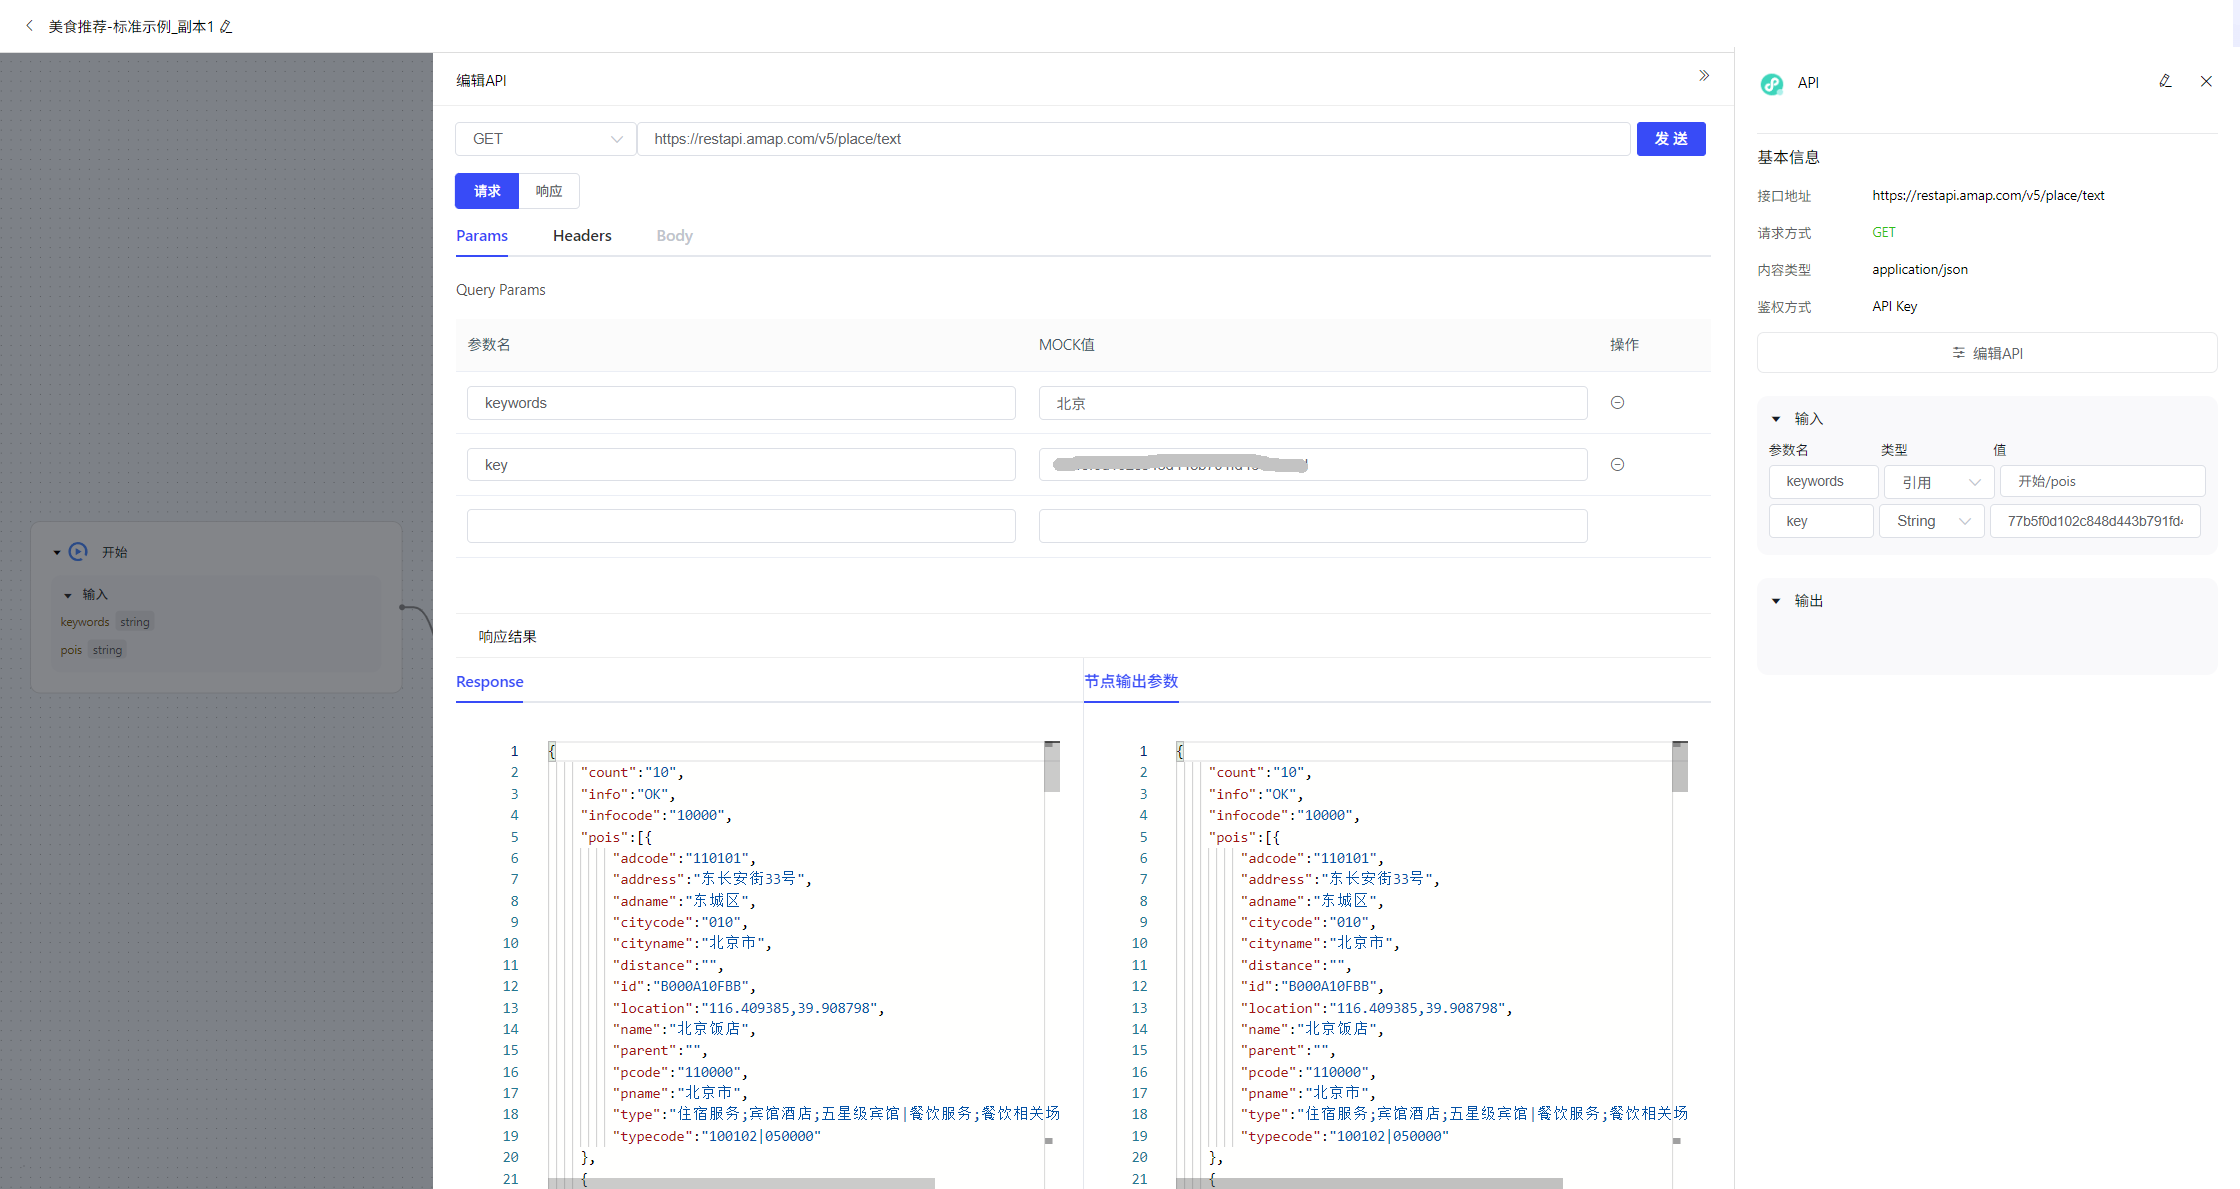 美食推荐-标准示例_副本1
编辑API
GET
https://restapi.amap.com/v5/place/text
发 送
请求
响应
Params
Headers
Body
Query Params
参数名
MOCK值
操作
keywords
北京
key
响应结果
Response
节点输出参数
1 {
2 "count":"10",
3 "info":"OK",
4 "infocode":"10000",
5 "pois":[{
6 "adcode":"110101",
7 "address":"东长安街33号",
8 "adname":"东城区",
9 "citycode":"010",
10 "cityname":"北京市",
11 "distance":"",
12 "id":"B000A10FBB",
13 "location":"116.409385,39.908798",
14 "name":"北京饭店",
15 "parent":"",
16 "pcode":"110000",
17 "pname":"北京市",
18 "type":"住宿服务;宾馆酒店;五星级宾馆|餐饮服务;餐饮相关场
19 "typecode":"100102|050000"
20 },
21 {
1 {
2 "count":"10",
3 "info":"OK",
4 "infocode":"10000",
5 "pois":[{
6 "adcode":"110101",
7 "address":"东长安街33号",
8 "adname":"东城区",
9 "citycode":"010",
10 "cityname":"北京市",
11 "distance":"",
12 "id":"B000A10FBB",
13 "location":"116.409385,39.908798",
14 "name":"北京饭店",
15 "parent":"",
16 "pcode":"110000",
17 "pname":"北京市",
18 "type":"住宿服务;宾馆酒店;五星级宾馆|餐饮服务;餐饮相关场
19 "typecode":"100102|050000"
20 },
21 {
开始
输入
keywords string
pois string
API
基本信息
接口地址 https://restapi.amap.com/v5/place/text
请求方式 GET
内容类型 application/json
鉴权方式 API Key
编辑API
输入
参数名 类型 值
keywords 引用 开始/pois
key String 77b5f0d102c848d443b791fd
输出